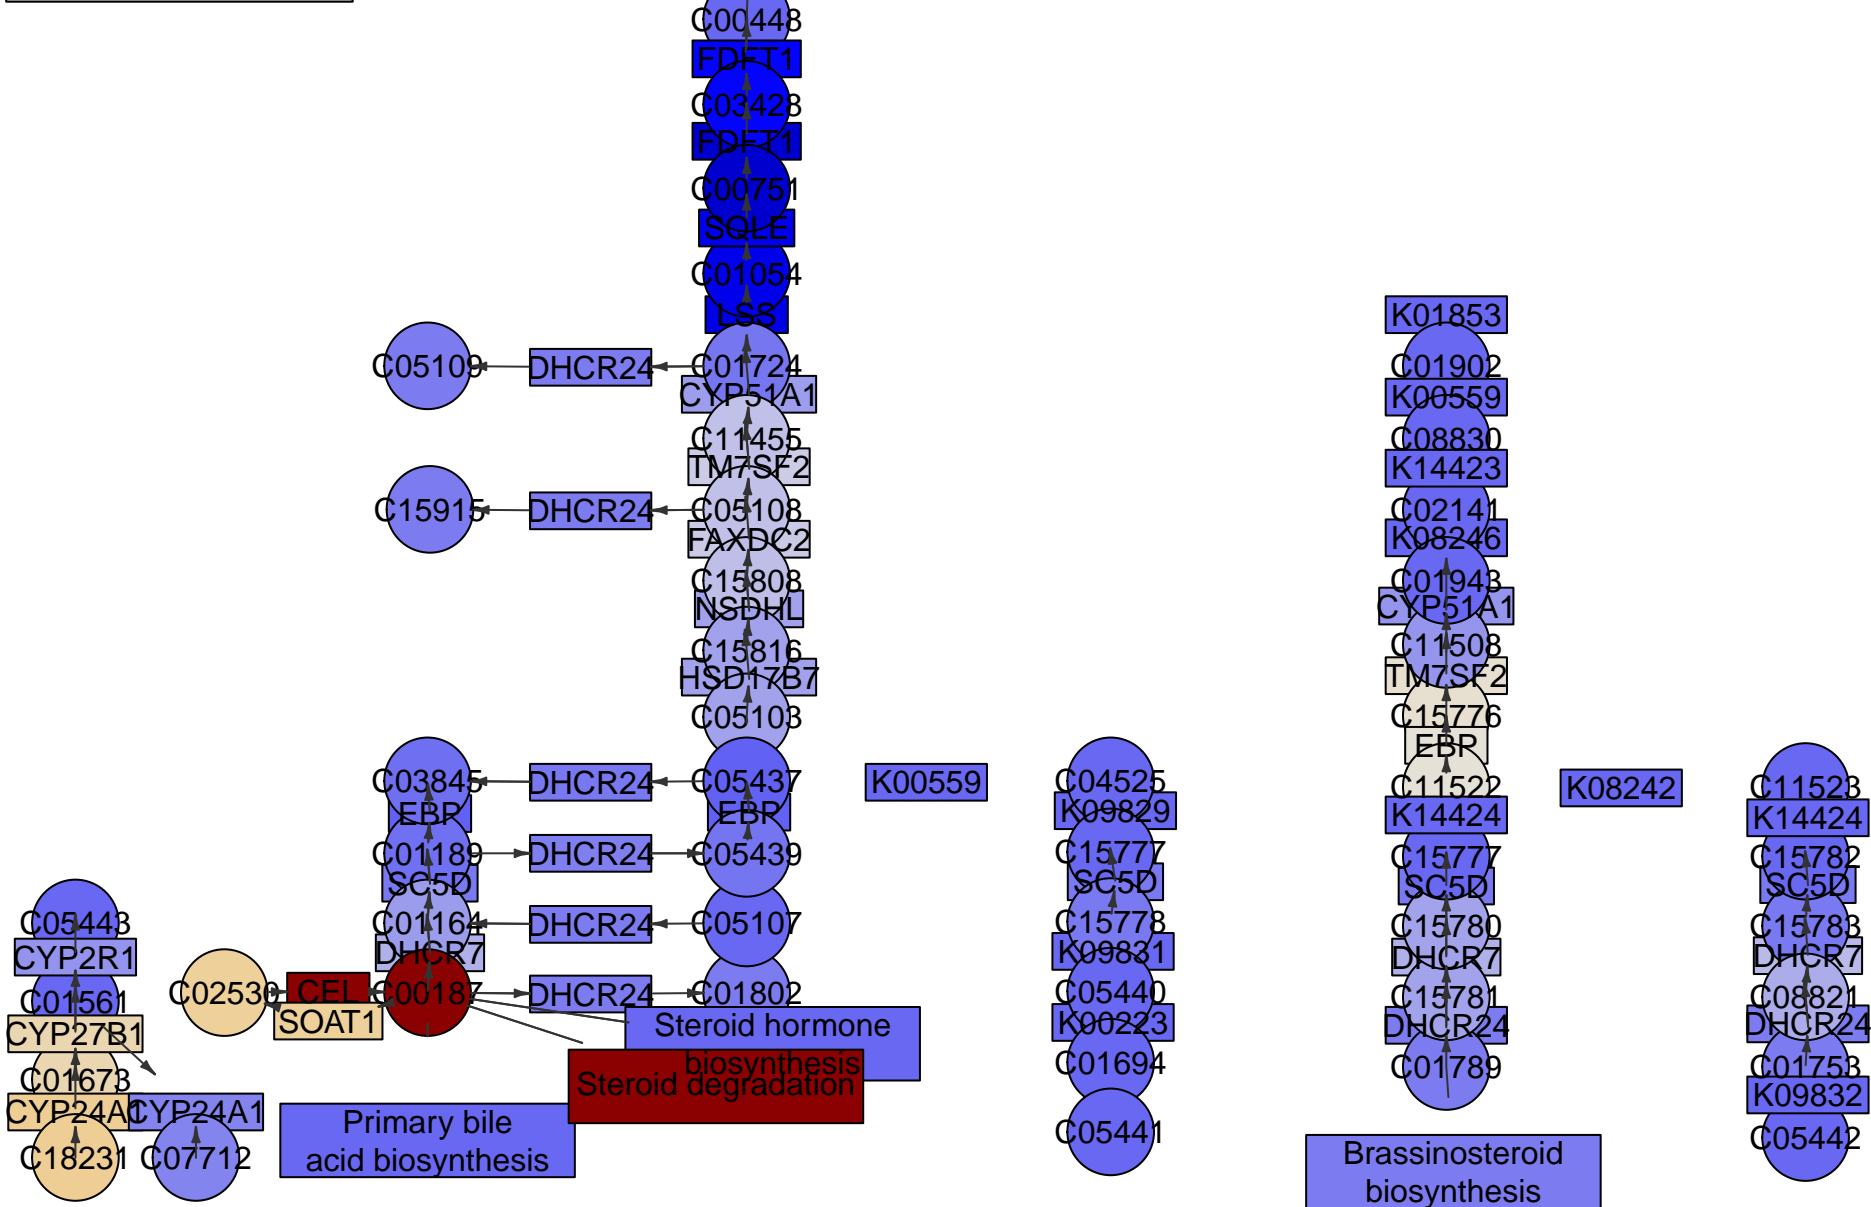 C00448
FDFT1
C03428
FDFT1
C00751
SQLE
C01054
LSS
K01853
C05109
DHCR24
C01724
C01902
CYP51A1
K00559
C11455
C08830
TM7SF2
K14423
C15915
DHCR24
C05108
C02141
FAXDC2
K08246
C15808
C01943
NSDHL
CYP51A1
C15816
C11508
HSD17B7
TM7SF2
C05103
C15776
EBP
C03845
DHCR24
C05437
K00559
C04525
C11522
K08242
C11523
EBP
EBP
K09829
K14424
K14424
C01189
DHCR24
C05439
C15777
C15777
C15782
SC5D
SC5D
SC5D
SC5D
C05443
C01164
DHCR24
C05107
C15778
C15780
C15783
CYP2R1
DHCR7
K09831
DHCR7
DHCR7
C01561
C02530
CEL
C00187
DHCR24
C01802
C05440
C15781
C08821
CYP27B1
SOAT1
Steroid hormone
biosynthesis
K00223
DHCR24
DHCR24
C01673
Steroid degradation
C01694
C01789
C01753
CYP24A1
CYP24A1
K09832
Primary bile
acid biosynthesis
C18231
C07712
C05441
C05442
Brassinosteroid
biosynthesis